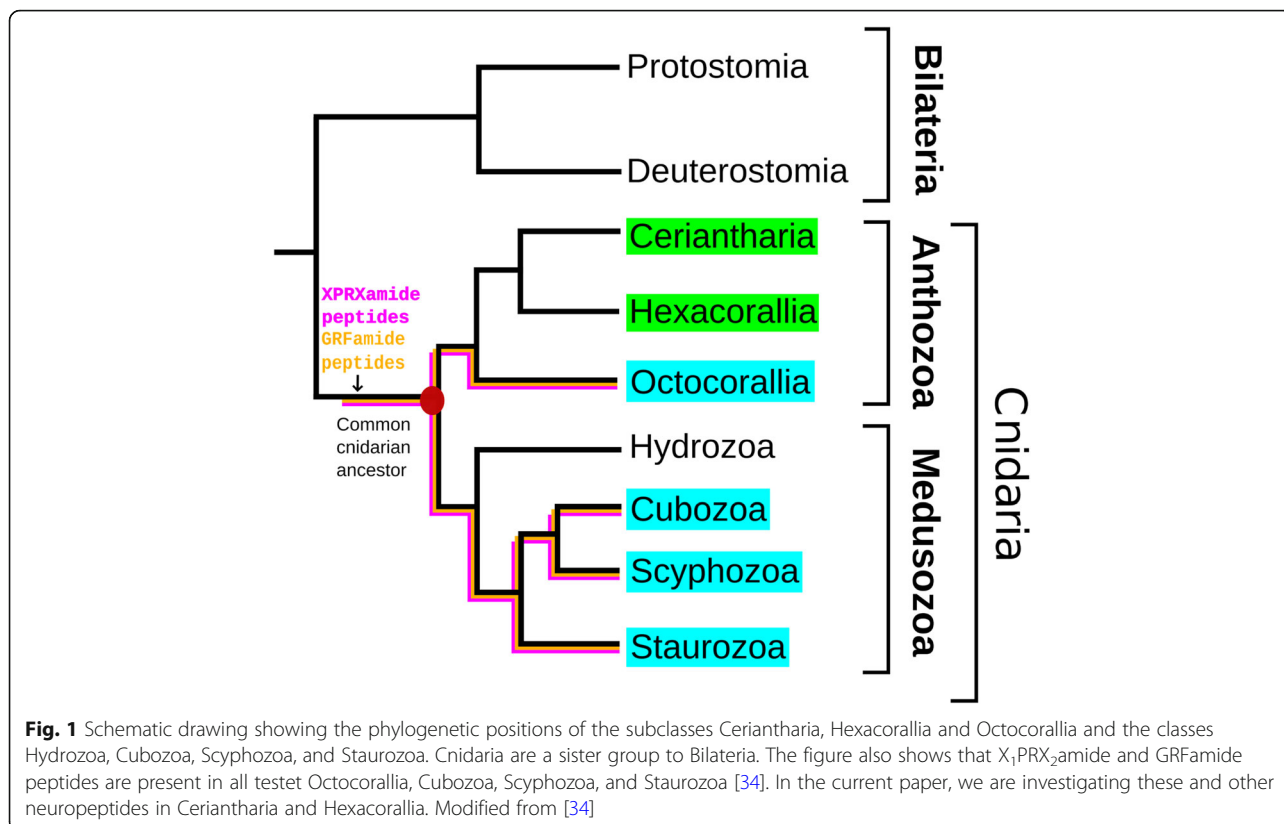 Protostomia
Deuterostomia
Bilateria
Ceriantharia
Hexacorallia
Octocorallia
Anthozoa
XPRXamide
peptides
GRFamide
peptides
↓
Common
cnidarian
ancestor
Hydrozoa
Cubozoa
Scyphozoa
Staurozoa
Medusozoa
Cnidaria
Fig. 1 Schematic drawing showing the phylogenetic positions of the subclasses Ceriantharia, Hexacorallia and Octocorallia and the classes
Hydrozoa, Cubozoa, Scyphozoa, and Staurozoa. Cnidaria are a sister group to Bilateria. The figure also shows that X₁PRX₂amide and GRFamide
peptides are present in all testet Octocorallia, Cubozoa, Scyphozoa, and Staurozoa [34]. In the current paper, we are investigating these and other
neuropeptides in Ceriantharia and Hexacorallia. Modified from [34]